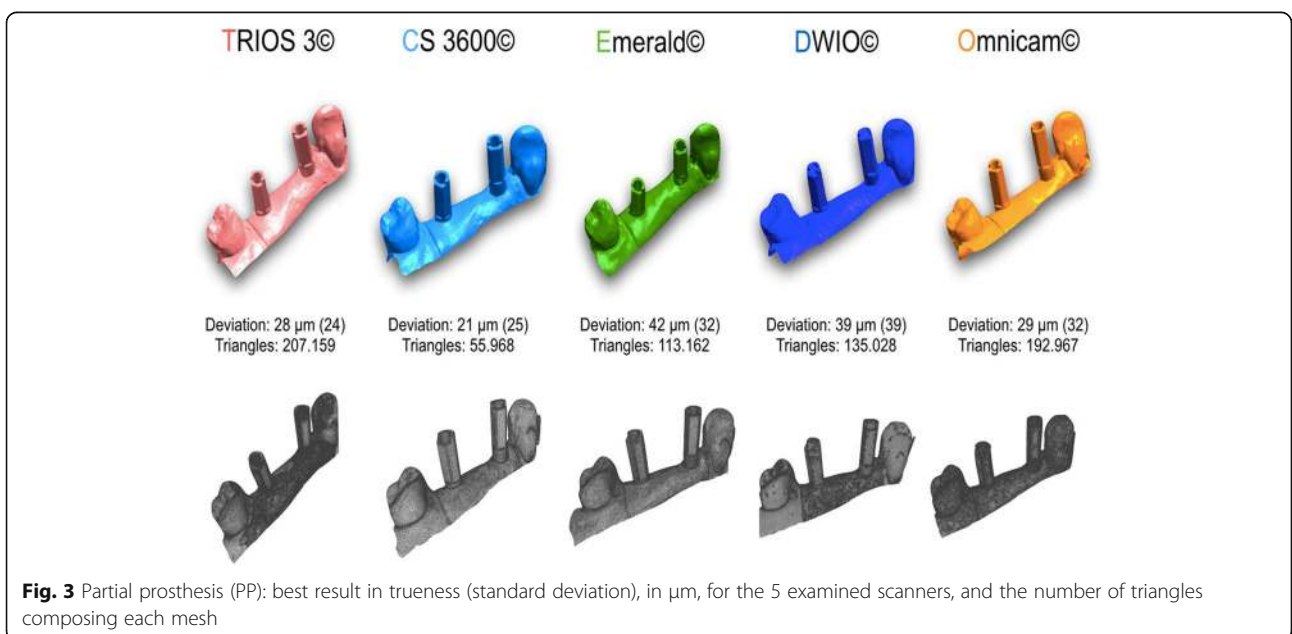 TRIOS 3© CS 3600© Emerald© DWIO© Omnicam©
Deviation: 28 µm (24) Deviation: 21 µm (25) Deviation: 42 µm (32) Deviation: 39 µm (39) Deviation: 29 µm (32)
Triangles: 207.159 Triangles: 55.968 Triangles: 113.162 Triangles: 135.028 Triangles: 192.967
Fig. 3 Partial prosthesis (PP): best result in trueness (standard deviation), in µm, for the 5 examined scanners, and the number of triangles
composing each mesh